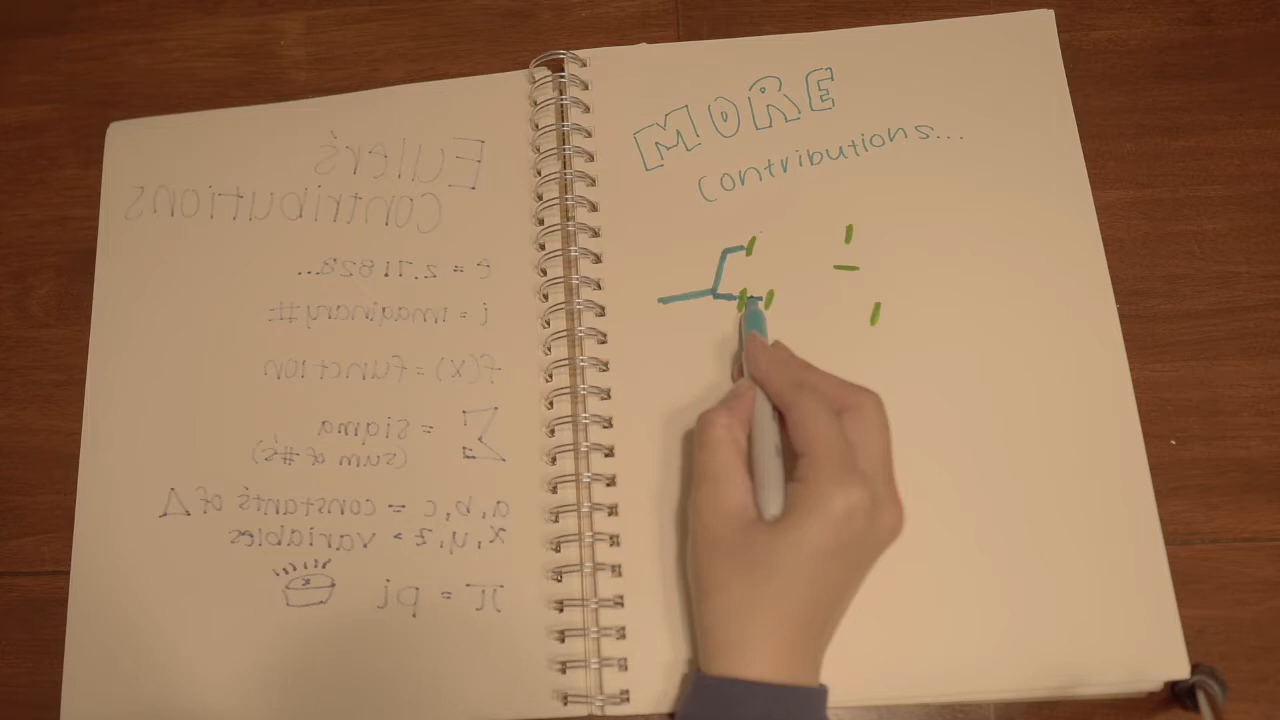 Euler's
contributions
e = 2.71828...
i = imaginary #
f(x) = function
Σ = sigma
(sum of #'s)
a, b, c = constants of Δ
x, y, z = variables
π = pi
MORE
contributions...